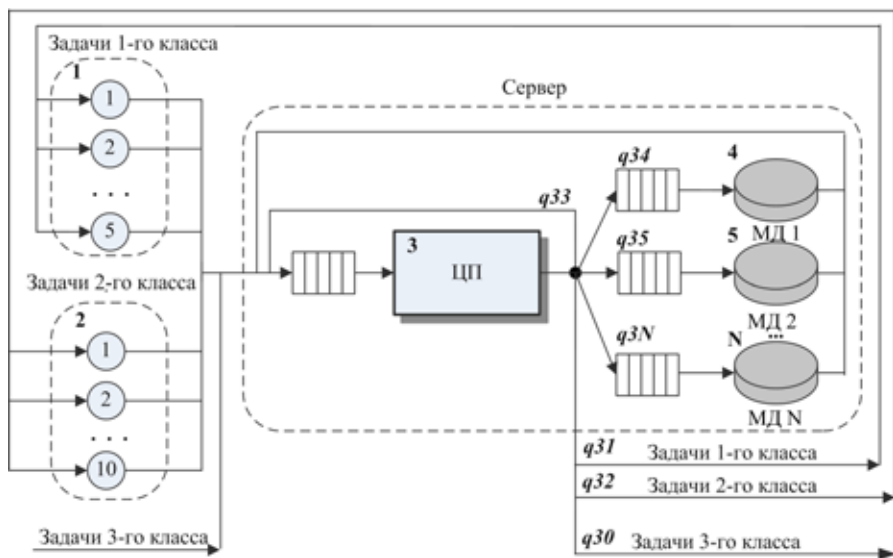 Задачи 1-го класса
1
1
2
. . .
5
Задачи 2-го класса
2
1
2
. . .
10
Задачи 3-го класса
Сервер
q33
3
ЦП
q34
4
МД 1
q35
5
МД 2
...
q3N
N
МД N
q31 Задачи 1-го класса
q32 Задачи 2-го класса
q30 Задачи 3-го класса